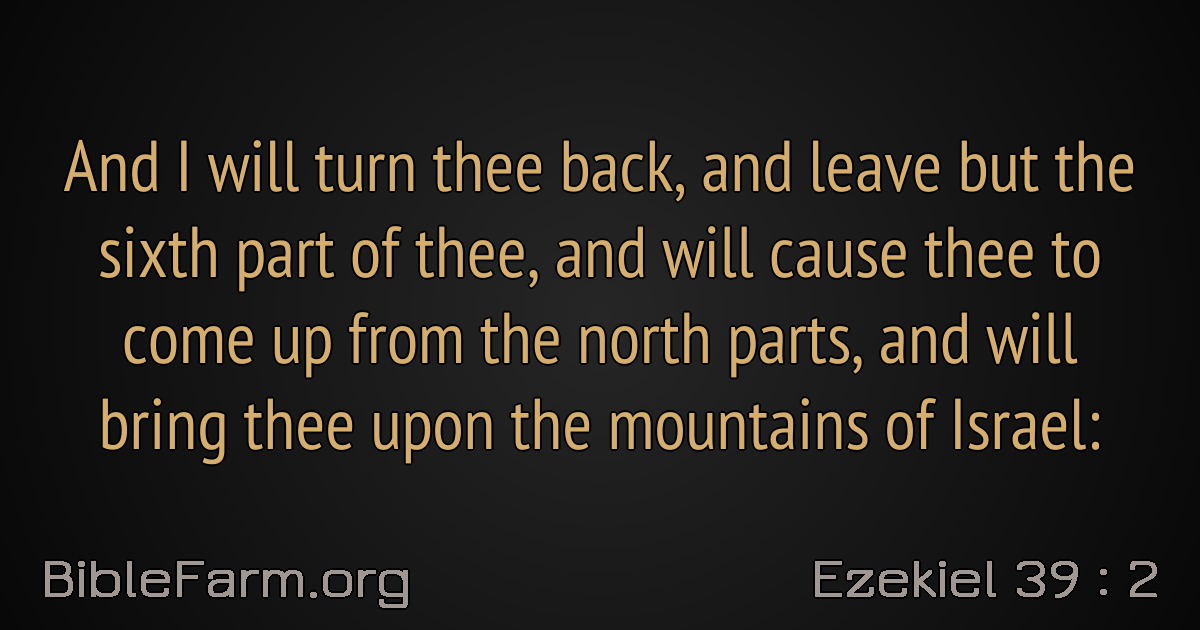 And I will turn thee back, and leave but the
sixth part of thee, and will cause thee to
come up from the north parts, and will
bring thee upon the mountains of Israel:
BibleFarm.org
Ezekiel 39 : 2